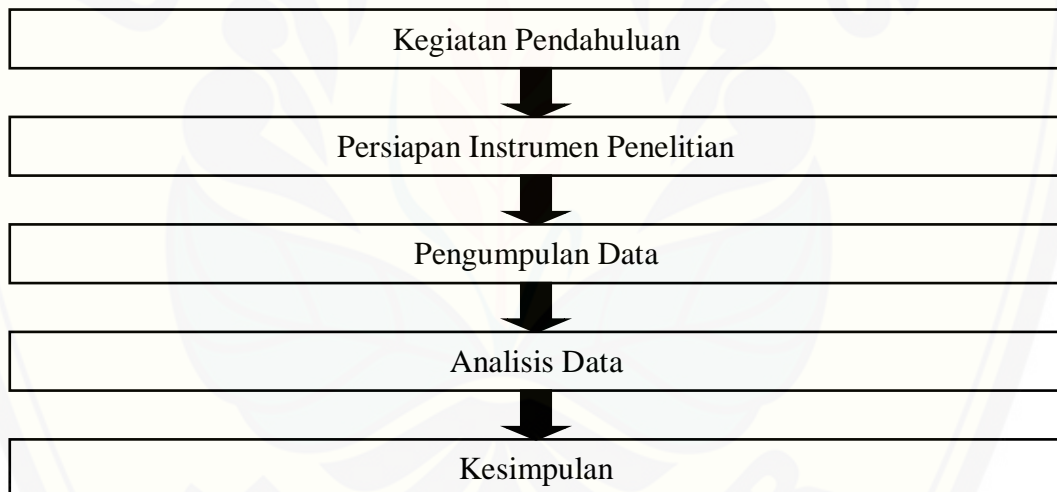 Kegiatan Pendahuluan
Persiapan Instrumen Penelitian
Pengumpulan Data
Analisis Data
Kesimpulan